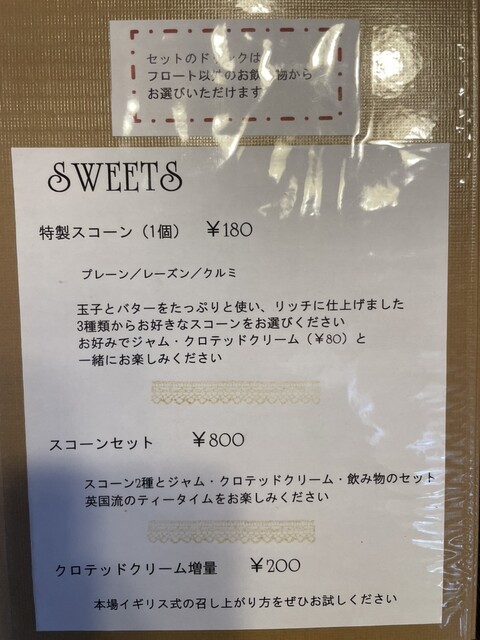 セットのドリンクは
フロート以外のお飲み物から
お選びいただけます
SWEETS
特製スコーン（1個） ￥180
プレーン／レーズン／クルミ
玉子とバターをたっぷりと使い、リッチに仕上げました
3種類からお好きなスコーンをお選びください
お好みでジャム・クロテッドクリーム（￥80）と
一緒にお楽しみください
スコーンセット ￥800
スコーン2種とジャム・クロテッドクリーム・飲み物のセット
英国流のティータイムをお楽しみください
クロテッドクリーム増量 ￥200
本場イギリス式の召し上がり方をぜひお試しください